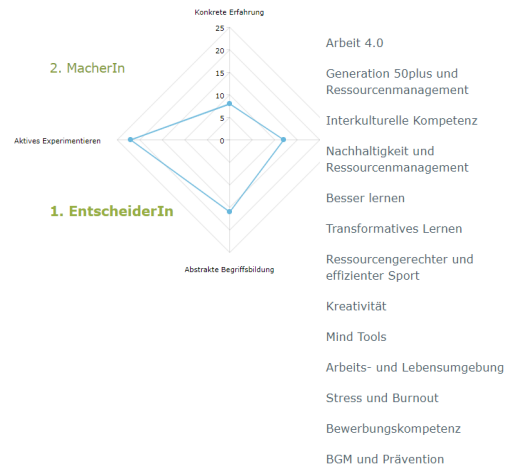 Konkrete Erfahrung
25
20
15
10
5
0
2. MacherIn
Aktives Experimentieren
1. EntscheiderIn
Abstrakte Begriffsbildung
Arbeit 4.0
Generation 50plus und
Ressourcenmanagement
Interkulturelle Kompetenz
Nachhaltigkeit und
Ressourcenmanagement
Besser lernen
Transformatives Lernen
Ressourcengerechter und
effizienter Sport
Kreativität
Mind Tools
Arbeits- und Lebensumgebung
Stress und Burnout
Bewerbungskompetenz
BGM und Prävention